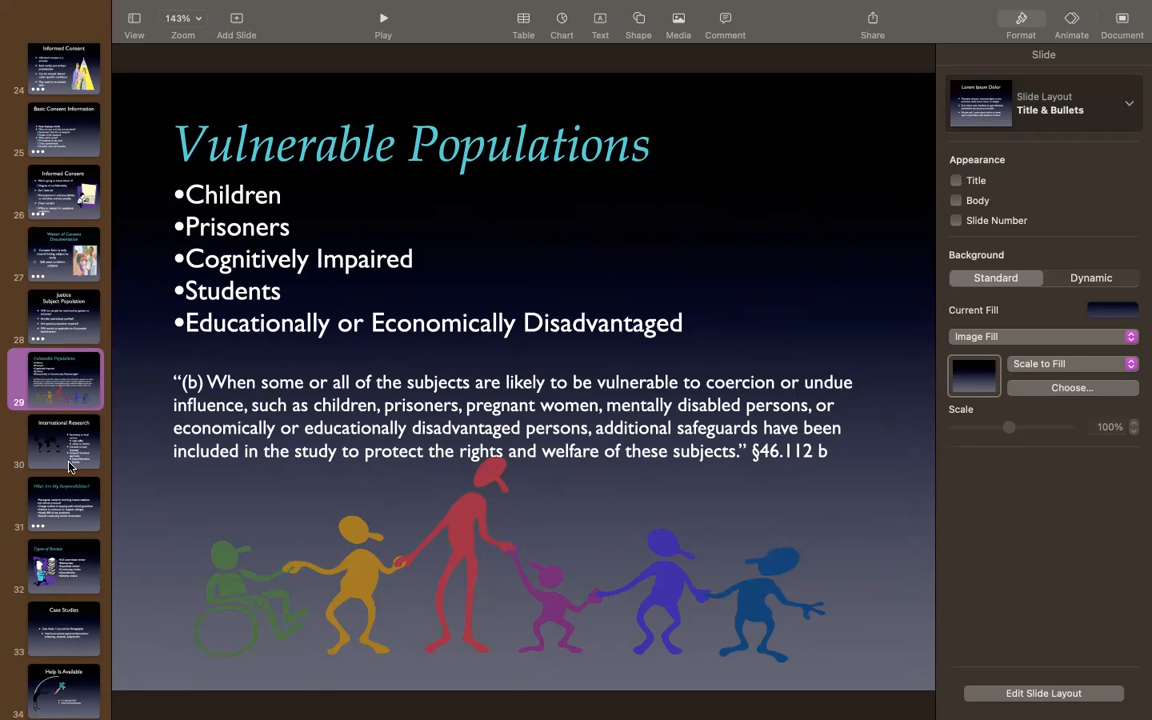 143%
View
Zoom
Add Slide
Play
Table
Chart
Text
Shape
Media
Comment
Share
Format
Animate
Document
Informed Consent
24
Basic Consent Information
25
Informed Consent
26
Waiver of Consent
Documentation
27
Justice
Subject Population
28
Vulnerable Populations
29
International Research
30
What Are My Responsibilities?
31
Types of Review
32
Case Studies
33
Help Is Available
34
Vulnerable Populations
•Children
•Prisoners
•Cognitively Impaired
•Students
•Educationally or Economically Disadvantaged
“(b) When some or all of the subjects are likely to be vulnerable to coercion or undue
influence, such as children, prisoners, pregnant women, mentally disabled persons, or
economically or educationally disadvantaged persons, additional safeguards have been
included in the study to protect the rights and welfare of these subjects.” §46.112 b
Slide
Lorem Ipsum Dolor
Slide Layout
Title & Bullets
Appearance
Title
Body
Slide Number
Background
Standard
Dynamic
Current Fill
Image Fill
Scale to Fill
Choose...
Scale
100%
Edit Slide Layout